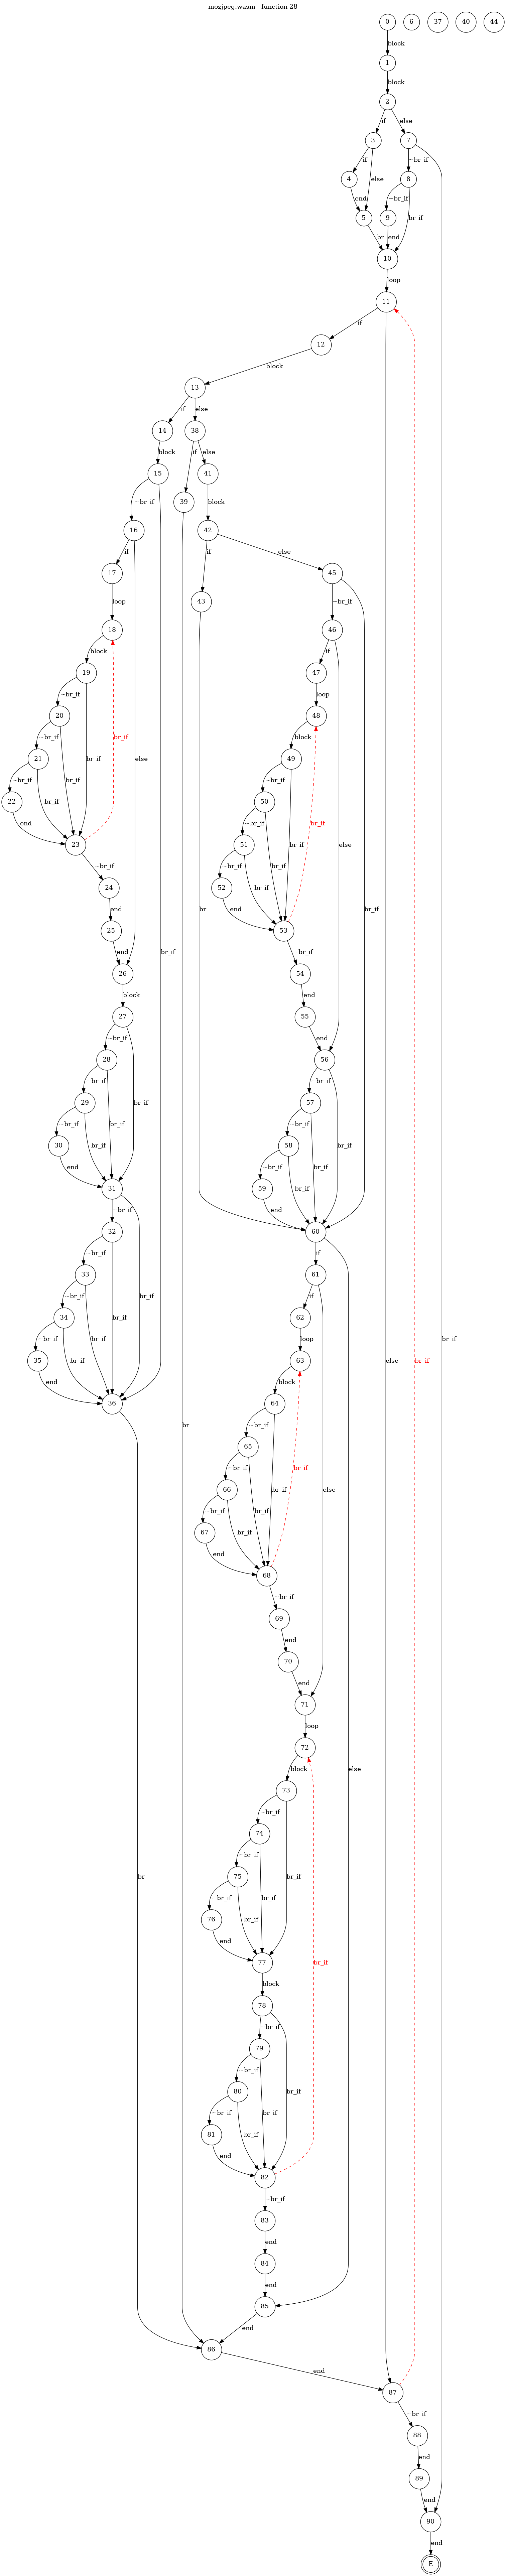 mozjpeg.wasm - function 28
0 6 37 40 44
block
1
block
2
if else
3 7
if ~br_if
4 else 8
end ~br_if
5 9 br_if
br end
10
loop
11
if
12
block
13
if else
14 38
block if else
15 41
~br_if block
39
16 42
if else
17 if 45
loop 43 ~br_if
18 46
block if
19 47
~br_if loop
20 48
~br_if br_if else block
21 br_if 49
~br_if br_if ~br_if br_if
22 br_if 50
end ~br_if br_if
23 51 br_if else
~br_if ~br_if br_if
24 52 br_if br br_if
end end
25 53
end br_if ~br_if
26 54
block end
27 55
~br_if end
28 56
~br_if br_if ~br_if
29 br_if 57
~br_if br_if ~br_if br_if
30 58 br_if
end ~br_if br_if
31 59
~br_if end
32 60
~br_if br_if if
33 61
~br_if br_if if
34 br_if 62
~br_if br_if loop
35 63
end block
36 64
br else br_if br_if
~br_if
65
~br_if br_if br_if
66 else
~br_if br_if
67
end
68
~br_if
69
end
70
end
71
loop
72
block else
73
~br_if
74
~br_if br_if
75 br_if
~br_if br_if
76
end
77 br_if
block
78
~br_if
79
~br_if br_if
80 br_if
~br_if br_if
81
end
82
~br_if
83
end
84
end
85
end
86
br end
87
~br_if
88
end
89
end
90
end
E